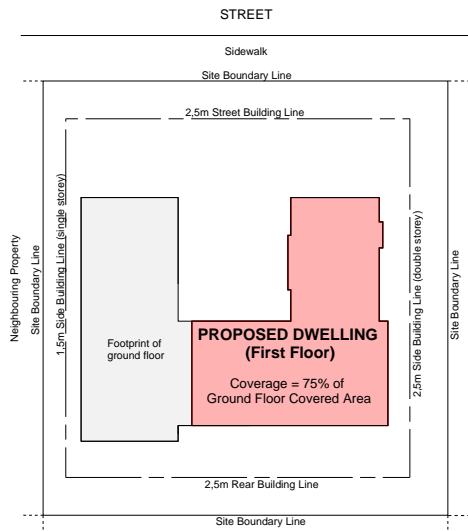 STREET
Sidewalk
Site Boundary Line
2,5m Street Building Line
Neighbouring Property
Site Boundary Line
1,5m Side Building Line (single storey)
Footprint of
ground floor
PROPOSED DWELLING
(First Floor)
Coverage = 75% of
Ground Floor Covered Area
2,5m Side Building Line (double storey)
Site Boundary Line
2,5m Rear Building Line
Site Boundary Line